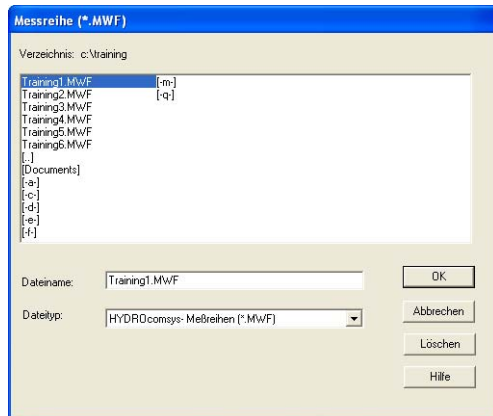 Messreihe (*.MWF)
Verzeichnis: c:\training
Training1.MWF [-m-]
Training2.MWF [-q-]
Training3.MWF
Training4.MWF
Training5.MWF
Training6.MWF
[..]
[Documents]
[-a-]
[-c-]
[-d-]
[-e-]
[-f-]
Dateiname: Training1.MWF
OK
Dateityp: HYDROcomsys- Meßreihen (*.MWF)
Abbrechen
Löschen
Hilfe